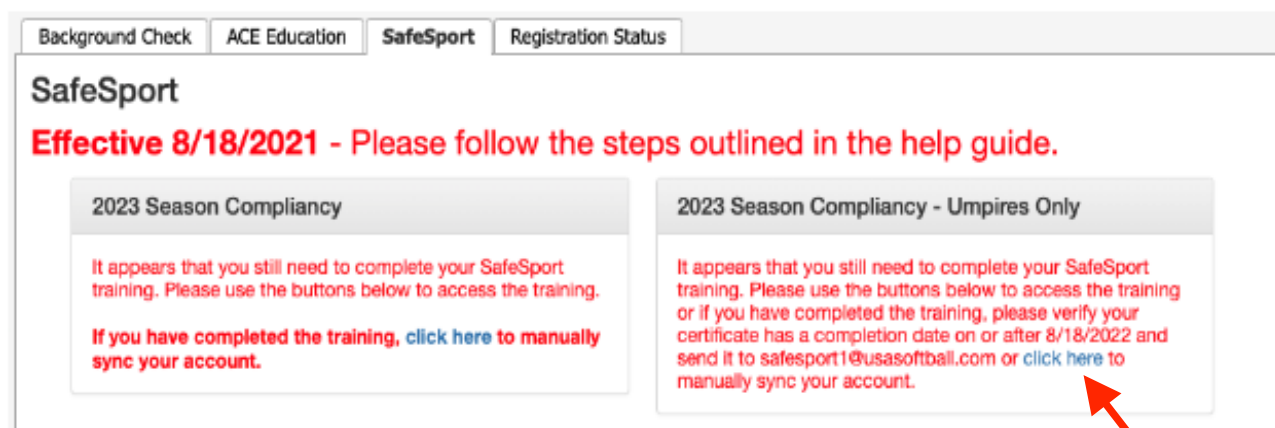 Background Check
ACE Education
SafeSport
Registration Status
SafeSport
Effective 8/18/2021 - Please follow the steps outlined in the help guide.
2023 Season Compliancy
It appears that you still need to complete your SafeSport
training. Please use the buttons below to access the training.
If you have completed the training, click here to manually
sync your account.
2023 Season Compliancy - Umpires Only
It appears that you still need to complete your SafeSport
training. Please use the buttons below to access the training
or if you have completed the training, please verify your
certificate has a completion date on or after 8/18/2022 and
send it to safesport1@usasoftball.com or click here to
manually sync your account.